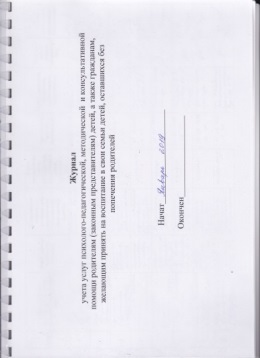 Журнал
учета услуг психолого-педагогической, методической и консультативной
помощи родителям (законным представителям) детей, а также гражданам,
желающим принять на воспитание в свои семьи детей, оставшихся без
попечения родителей
Начат январь 2019
Окончен